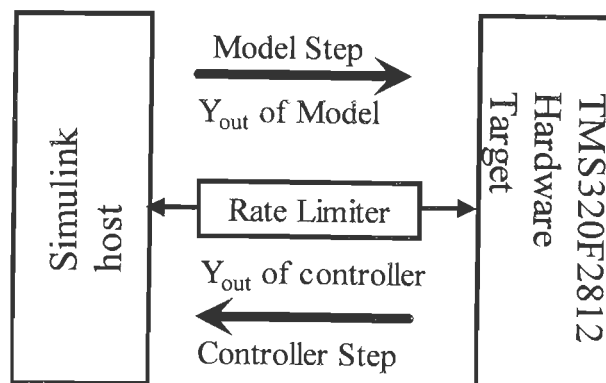 Simulink
host
Model Step
Yout of Model
Rate Limiter
Yout of controller
Controller Step
TMS320F2812
Hardware
Target